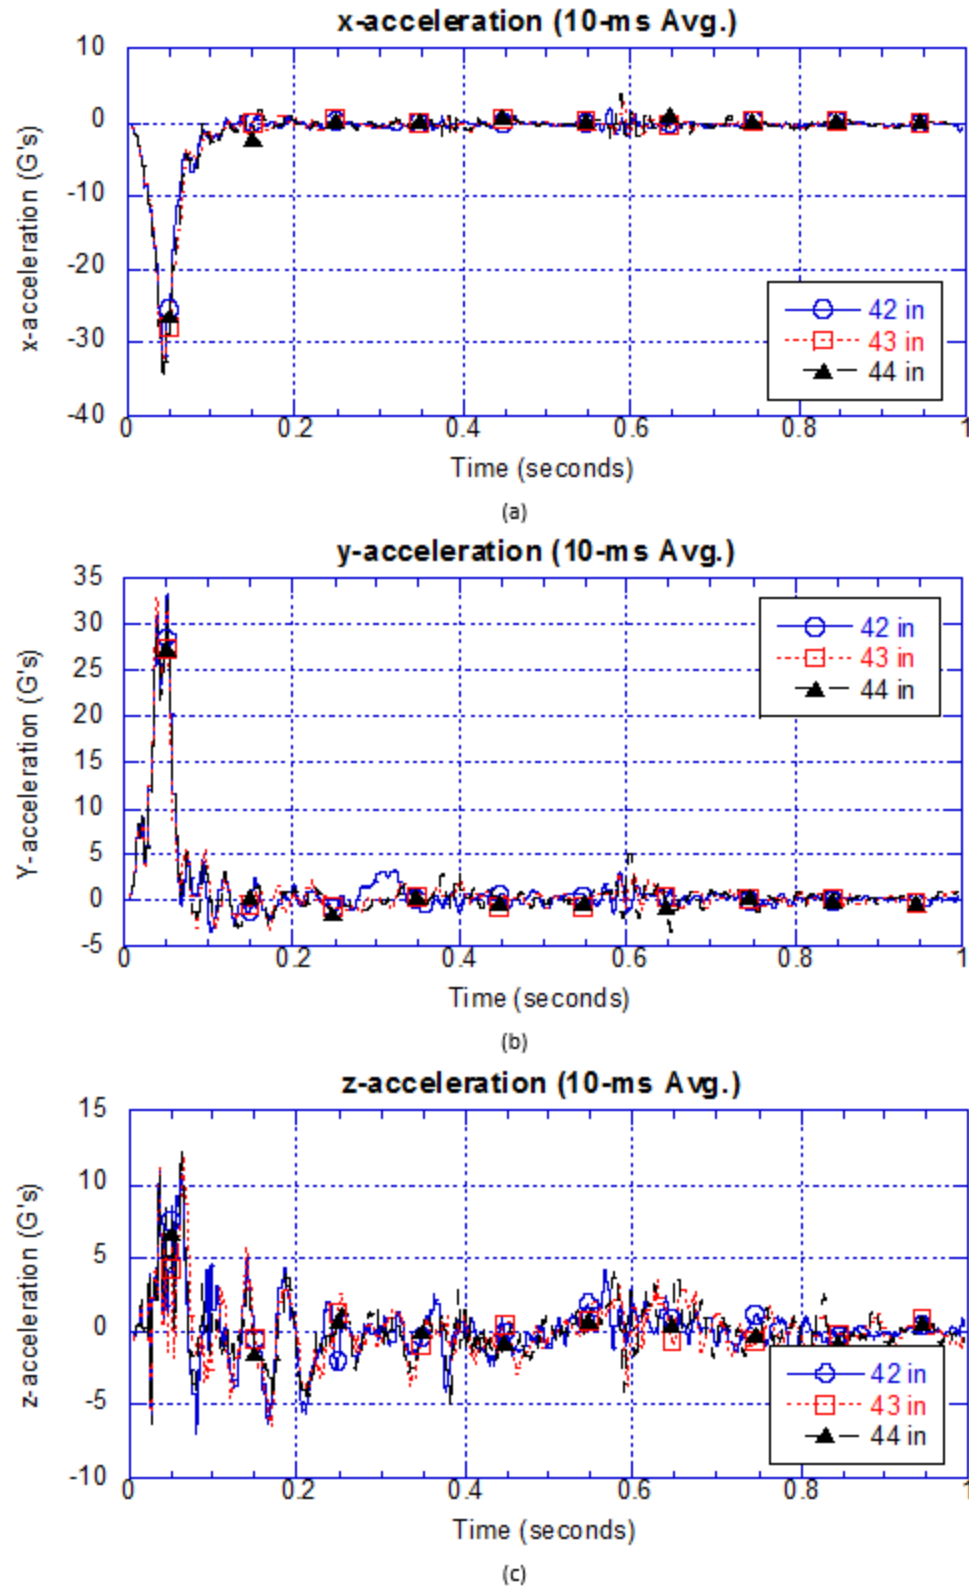 x-acceleration (10-ms Avg.)
10
0
-10
-20
-30
-40
x-acceleration (G's)
42 in
43 in
44 in
0 0.2 0.4 0.6 0.8 1
Time (seconds)
(a)
y-acceleration (10-ms Avg.)
35
30
25
20
15
10
5
0
-5
Y-acceleration (G's)
42 in
43 in
44 in
0 0.2 0.4 0.6 0.8 1
Time (seconds)
(b)
z-acceleration (10-ms Avg.)
15
10
5
0
-5
-10
z-acceleration (G's)
42 in
43 in
44 in
0 0.2 0.4 0.6 0.8 1
Time (seconds)
(c)